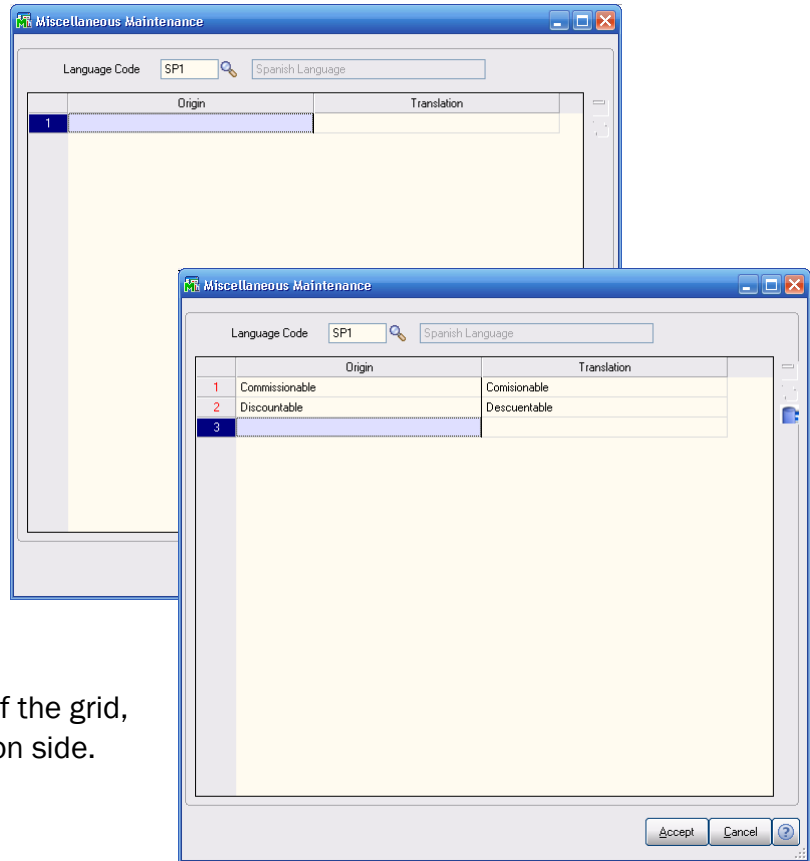 Miscellaneous Maintenance
Language Code SP1 Spanish Language
Origin Translation
1
Miscellaneous Maintenance
Language Code SP1 Spanish Language
Origin Translation
1 Commissionable Comisionable
2 Discountable Descuentable
3
f the grid,
on side.
Accept Cancel ?